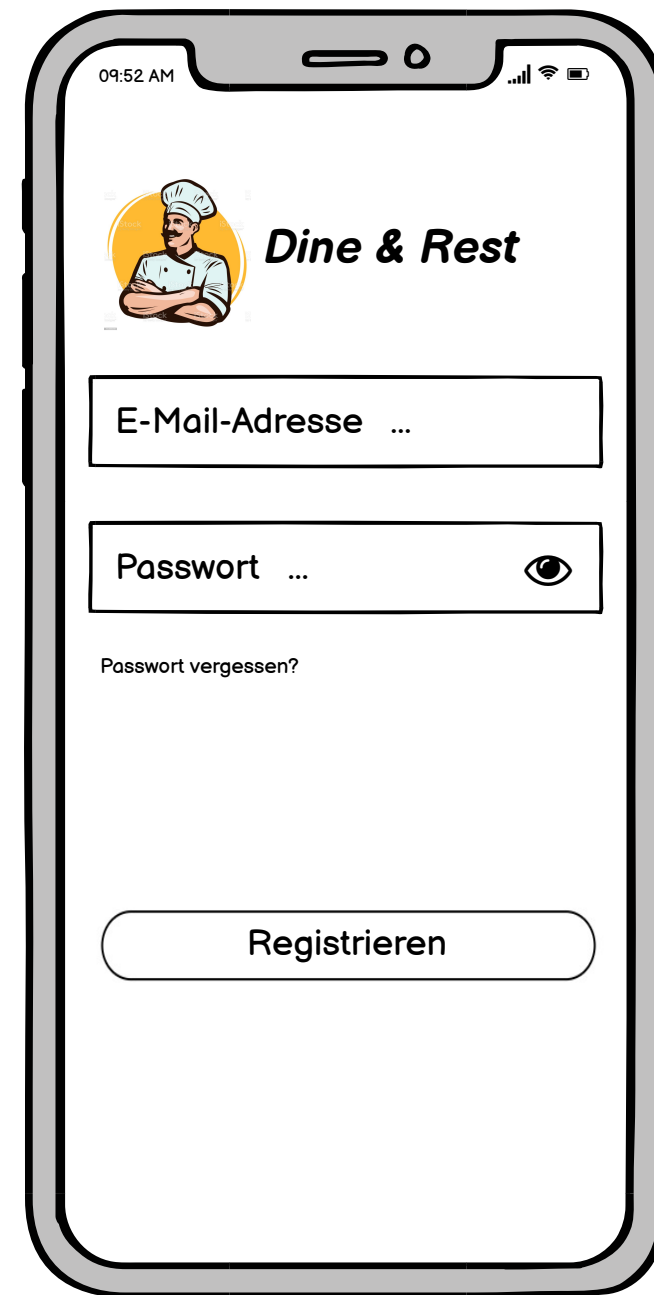 09:52 AM
Dine & Rest
E-Mail-Adresse ...
Passwort ...
Passwort vergessen?
Registrieren